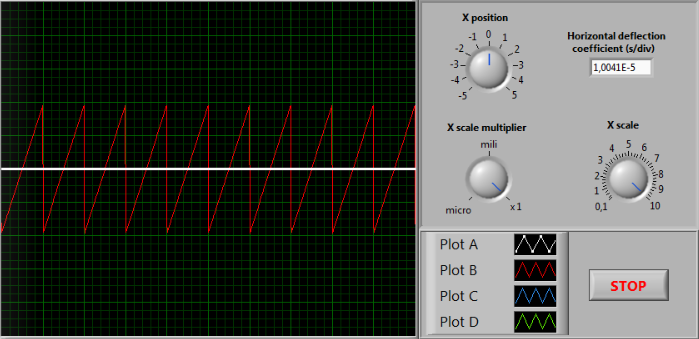 X position
-5 -4 -3 -2 -1 0 1 2 3 4 5
Horizontal deflection
coefficient (s/div)
1,0041E-5
X scale multiplier
micro mili x1
X scale
0,1 1 2 3 4 5 6 7 8 9 10
Plot A
Plot B
Plot C
Plot D
STOP